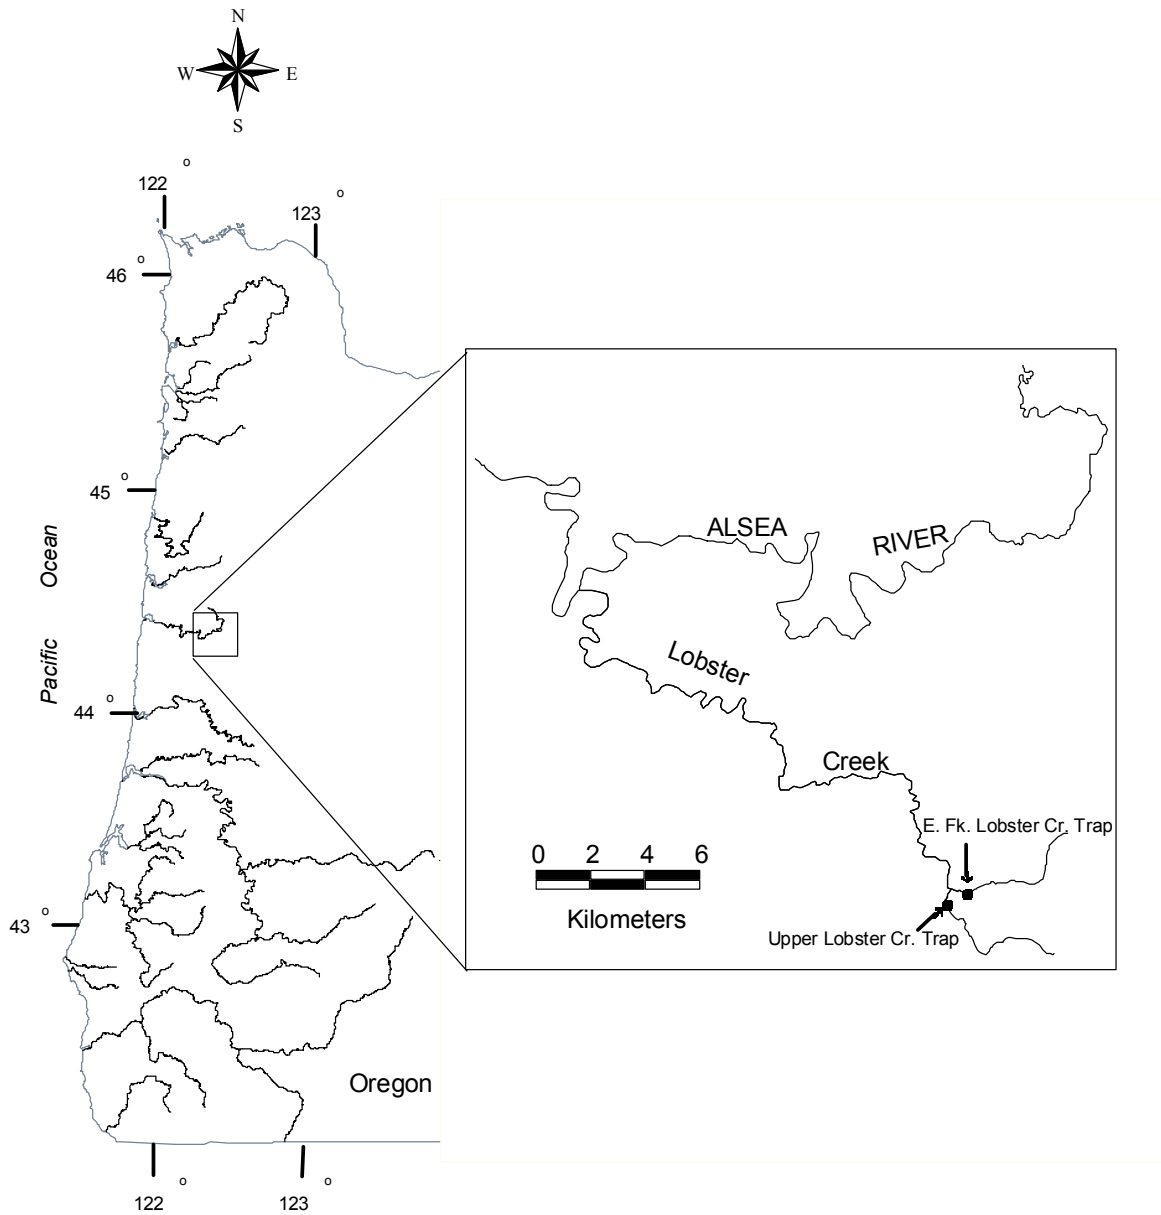 N
W E
S
122 o
123 o
46 o
45 o
Pacific Ocean
44 o
43 o
122 o
123 o
Oregon
ALSEA RIVER
Lobster
Creek
E. Fk. Lobster Cr. Trap
Upper Lobster Cr. Trap
0 2 4 6
Kilometers